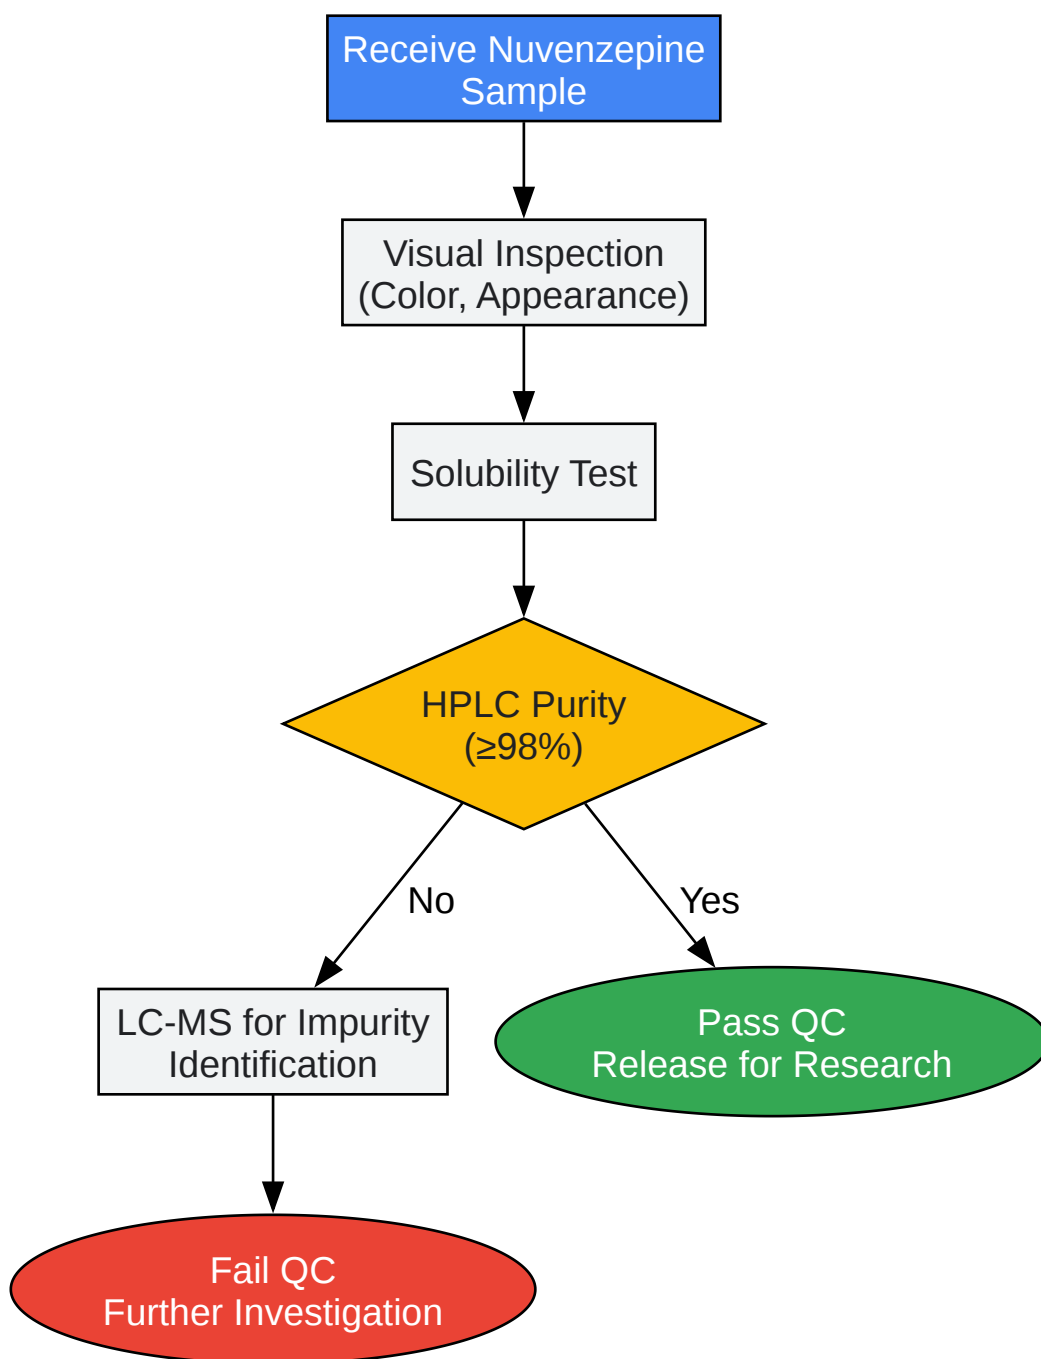 Receive Nuvenzepine
Sample
Visual Inspection
(Color, Appearance)
Solubility Test
HPLC Purity
(≥98%)
No
Yes
LC-MS for Impurity
Identification
Pass QC
Release for Research
Fail QC
Further Investigation